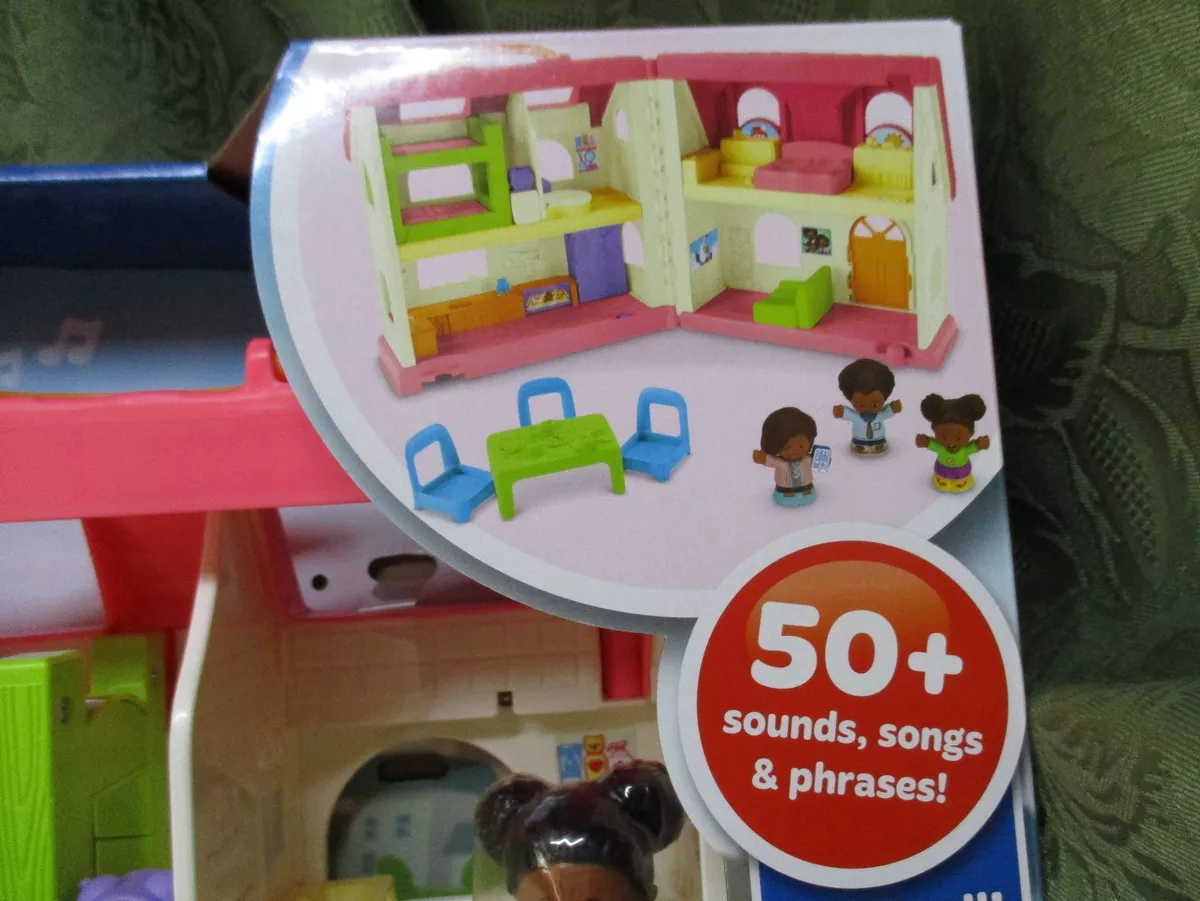 50+
sounds, songs
& phrases!